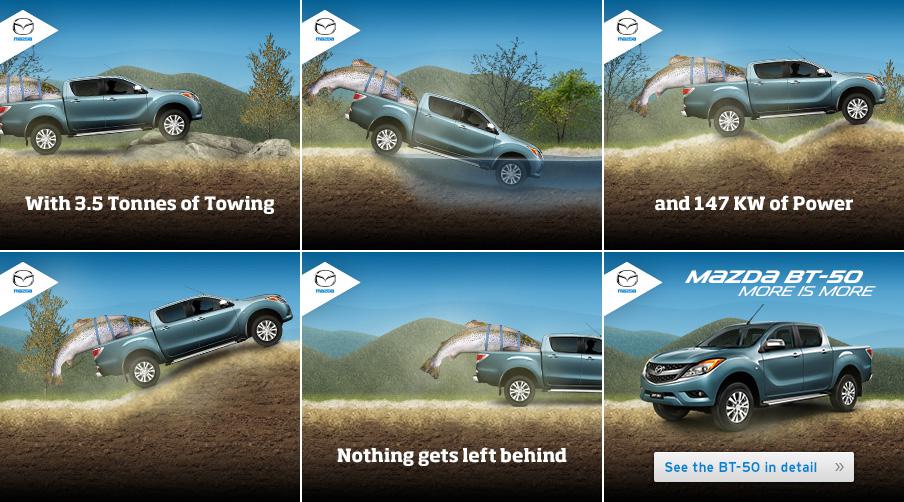 mazda
With 3.5 Tonnes of Towing
mazda
mazda
and 147 KW of Power
mazda
mazda
Nothing gets left behind
mazda
MAZDA BT-50
MORE IS MORE
See the BT-50 in detail »